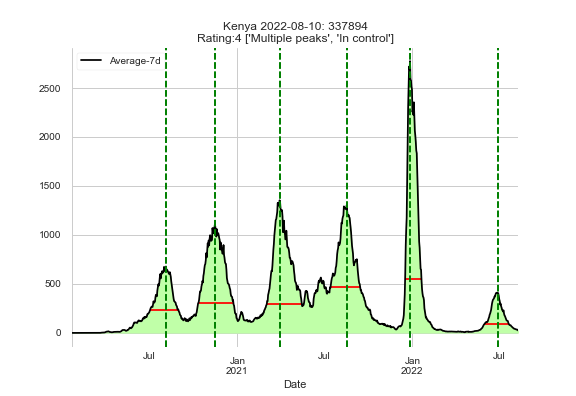 Kenya 2022-08-10: 337894
Rating:4 ['Multiple peaks', 'In control']
Average-7d
2500
2000
1500
1000
500
0
Jul
Jan
2021
Jul
Jan
2022
Jul
Date